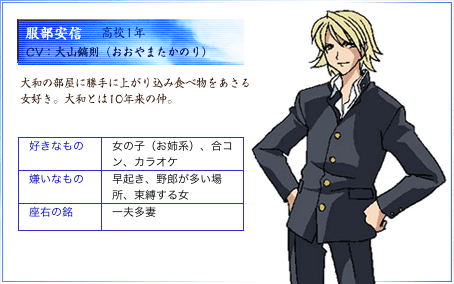 服部安信 高校1年
CV：大山鎬則（おおやまたかのり）
大和の部屋に勝手に上がり込み食べ物をあさる
女好き。大和とは10年来の仲。
好きなもの 女の子（お姉系）、合コ
ン、カラオケ
嫌いなもの 早起き、野郎が多い場
所、束縛する女
座右の銘 一夫多妻